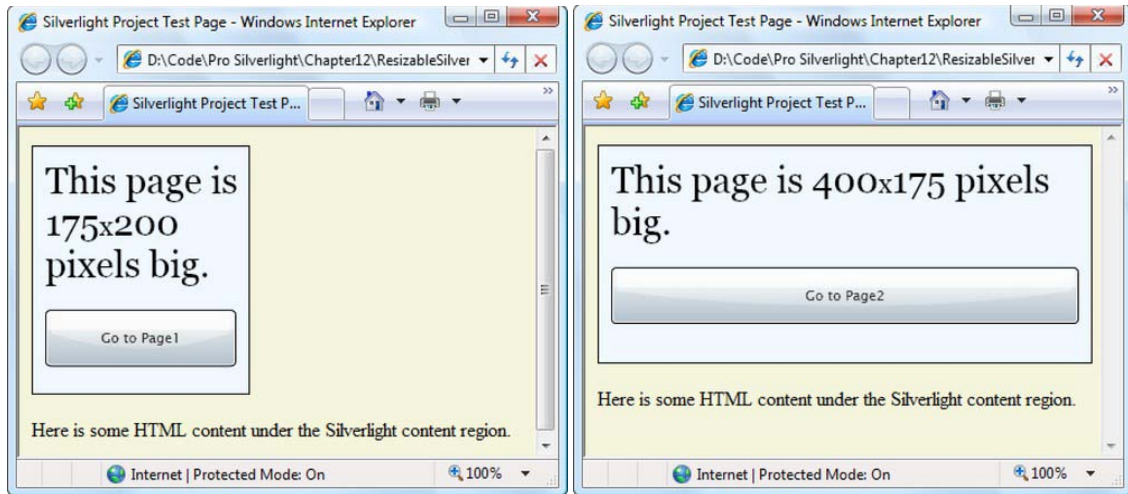 Silverlight Project Test Page - Windows Internet Explorer
D:\Code\Pro Silverlight\Chapter12\ResizableSilver
Silverlight Project Test P...
This page is
175x200
pixels big.
Go to Page1
Here is some HTML content under the Silverlight content region.
Internet | Protected Mode: On
100%
Silverlight Project Test Page - Windows Internet Explorer
D:\Code\Pro Silverlight\Chapter12\ResizableSilver
Silverlight Project Test P...
This page is 400x175 pixels
big.
Go to Page2
Here is some HTML content under the Silverlight content region.
Internet | Protected Mode: On
100%